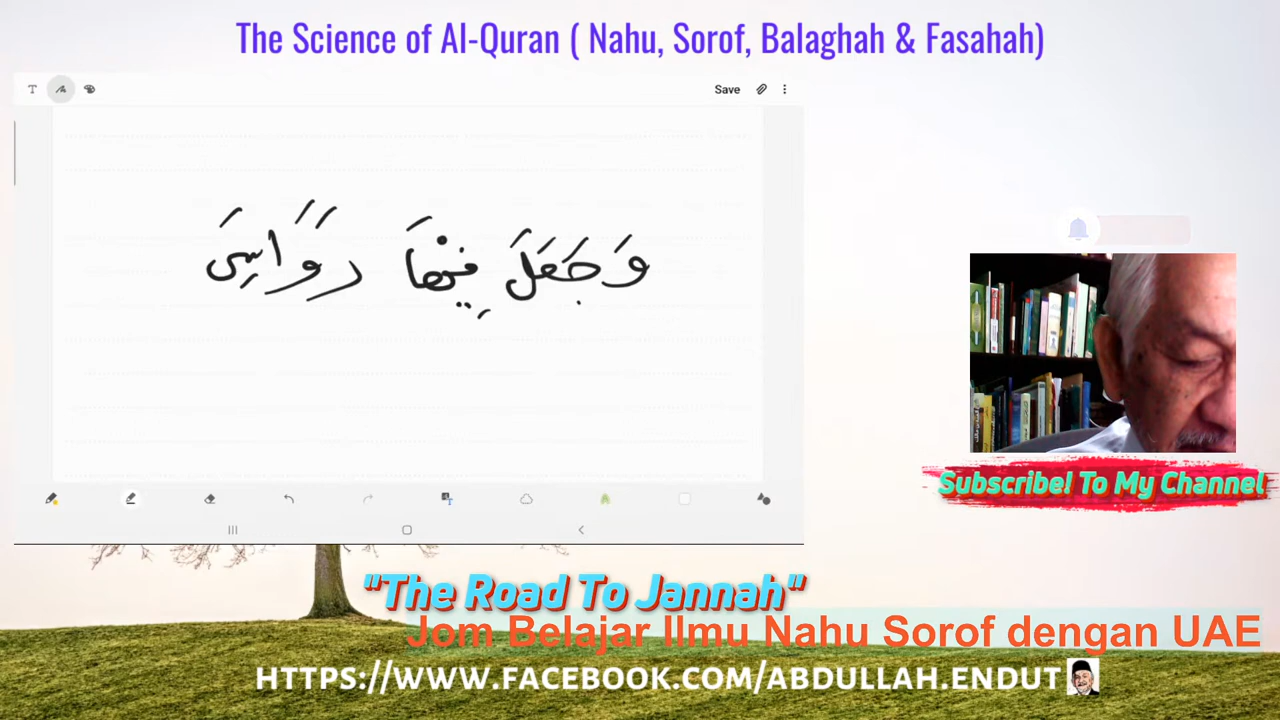 The Science of Al-Quran ( Nahu, Sorof, Balaghah & Fasahah)
T
Save
وَجَعَلَ فِيْهَا رَوَاسِيَ
Subscribe! To My Channel
"The Road To Jannah"
Jom Belajar Ilmu Nahu Sorof dengan UAE
HTTPS://WWW.FACEBOOK.COM/ABDULLAH.ENDUT